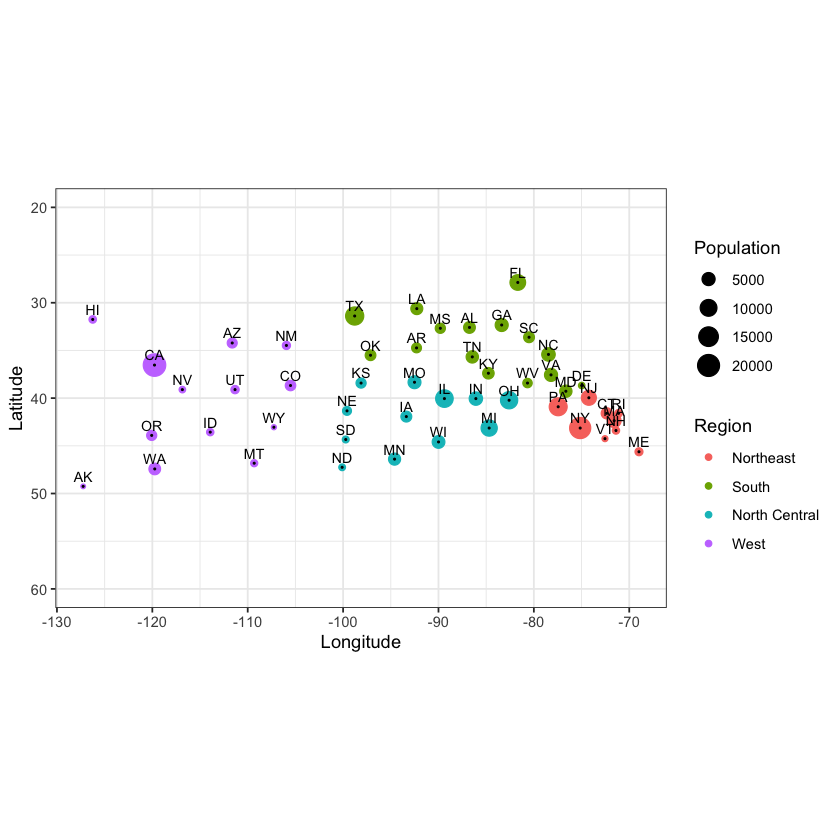 20
30
40
50
60
Latitude
-130 -120 -110 -100 -90 -80 -70
Longitude
FL
HI TX LA
AZ NM MS AL GA SC
OK AR TN NC
CA NV UT CO KS MO KY WV VA MD DE NJ
NE IA IL IN OH PA CT RI
MA
OR ID WY SD WI MI NY VT NH
WA MT ND MN ME
AK
Population
5000
10000
15000
20000
Region
Northeast
South
North Central
West